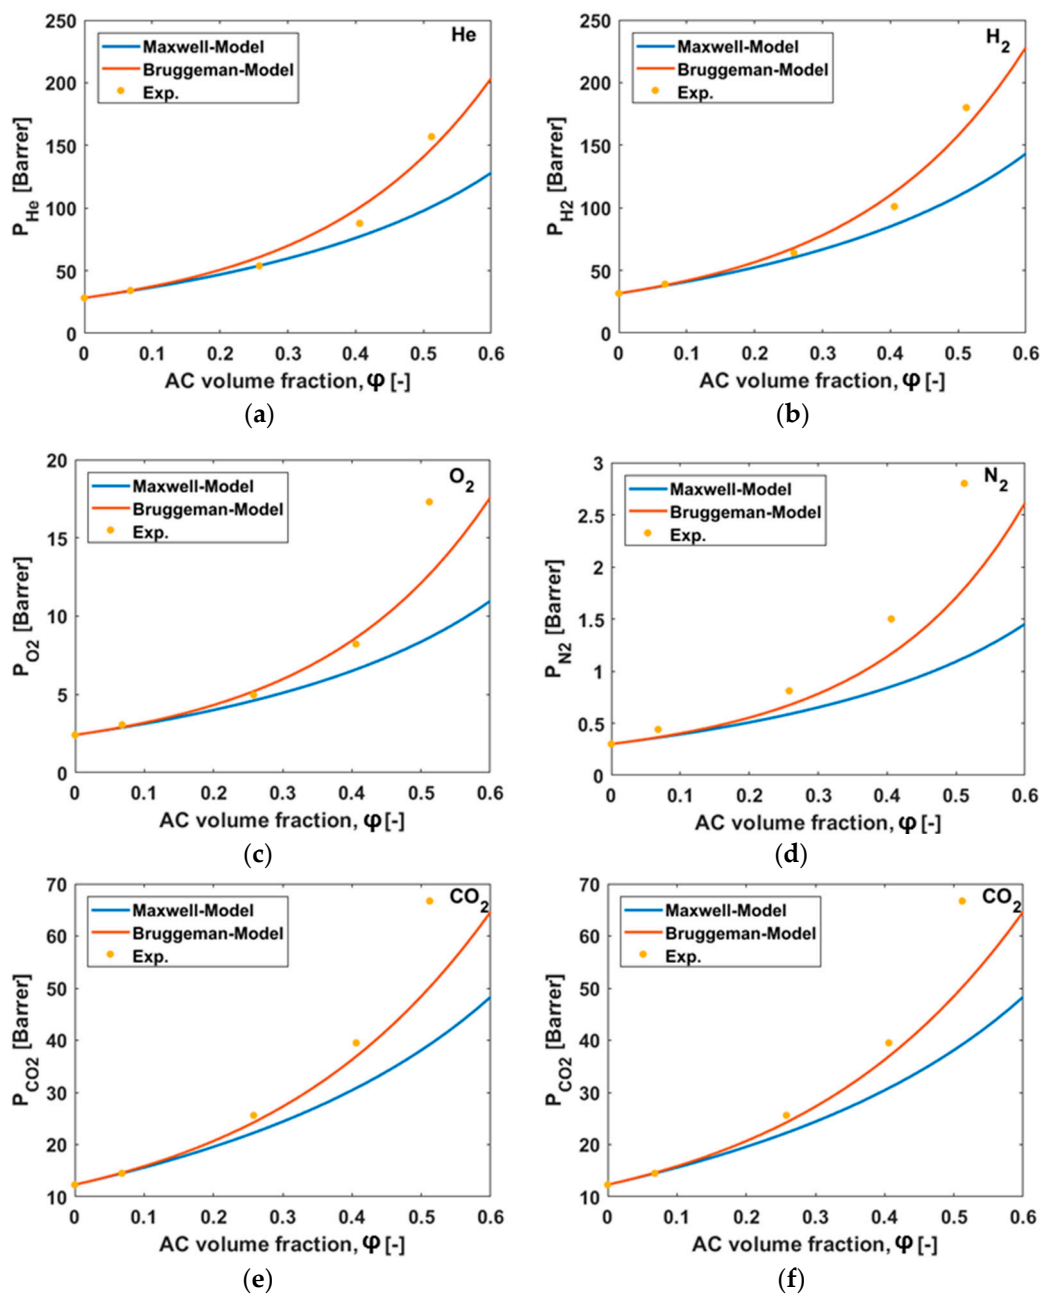 He
Maxwell-Model
Bruggeman-Model
Exp.
P_He [Barrer]
250
200
150
100
50
0
0 0.1 0.2 0.3 0.4 0.5 0.6
AC volume fraction, φ [-]
(a)
H2
Maxwell-Model
Bruggeman-Model
Exp.
P_H2 [Barrer]
250
200
150
100
50
0
0 0.1 0.2 0.3 0.4 0.5 0.6
AC volume fraction, φ [-]
(b)
O2
Maxwell-Model
Bruggeman-Model
Exp.
P_O2 [Barrer]
20
15
10
5
0
0 0.1 0.2 0.3 0.4 0.5 0.6
AC volume fraction, φ [-]
(c)
N2
Maxwell-Model
Bruggeman-Model
Exp.
P_N2 [Barrer]
3
2.5
2
1.5
1
0.5
0
0 0.1 0.2 0.3 0.4 0.5 0.6
AC volume fraction, φ [-]
(d)
CO2
Maxwell-Model
Bruggeman-Model
Exp.
P_CO2 [Barrer]
70
60
50
40
30
20
10
0 0.1 0.2 0.3 0.4 0.5 0.6
AC volume fraction, φ [-]
(e)
CO2
Maxwell-Model
Bruggeman-Model
Exp.
P_CO2 [Barrer]
70
60
50
40
30
20
10
0 0.1 0.2 0.3 0.4 0.5 0.6
AC volume fraction, φ [-]
(f)